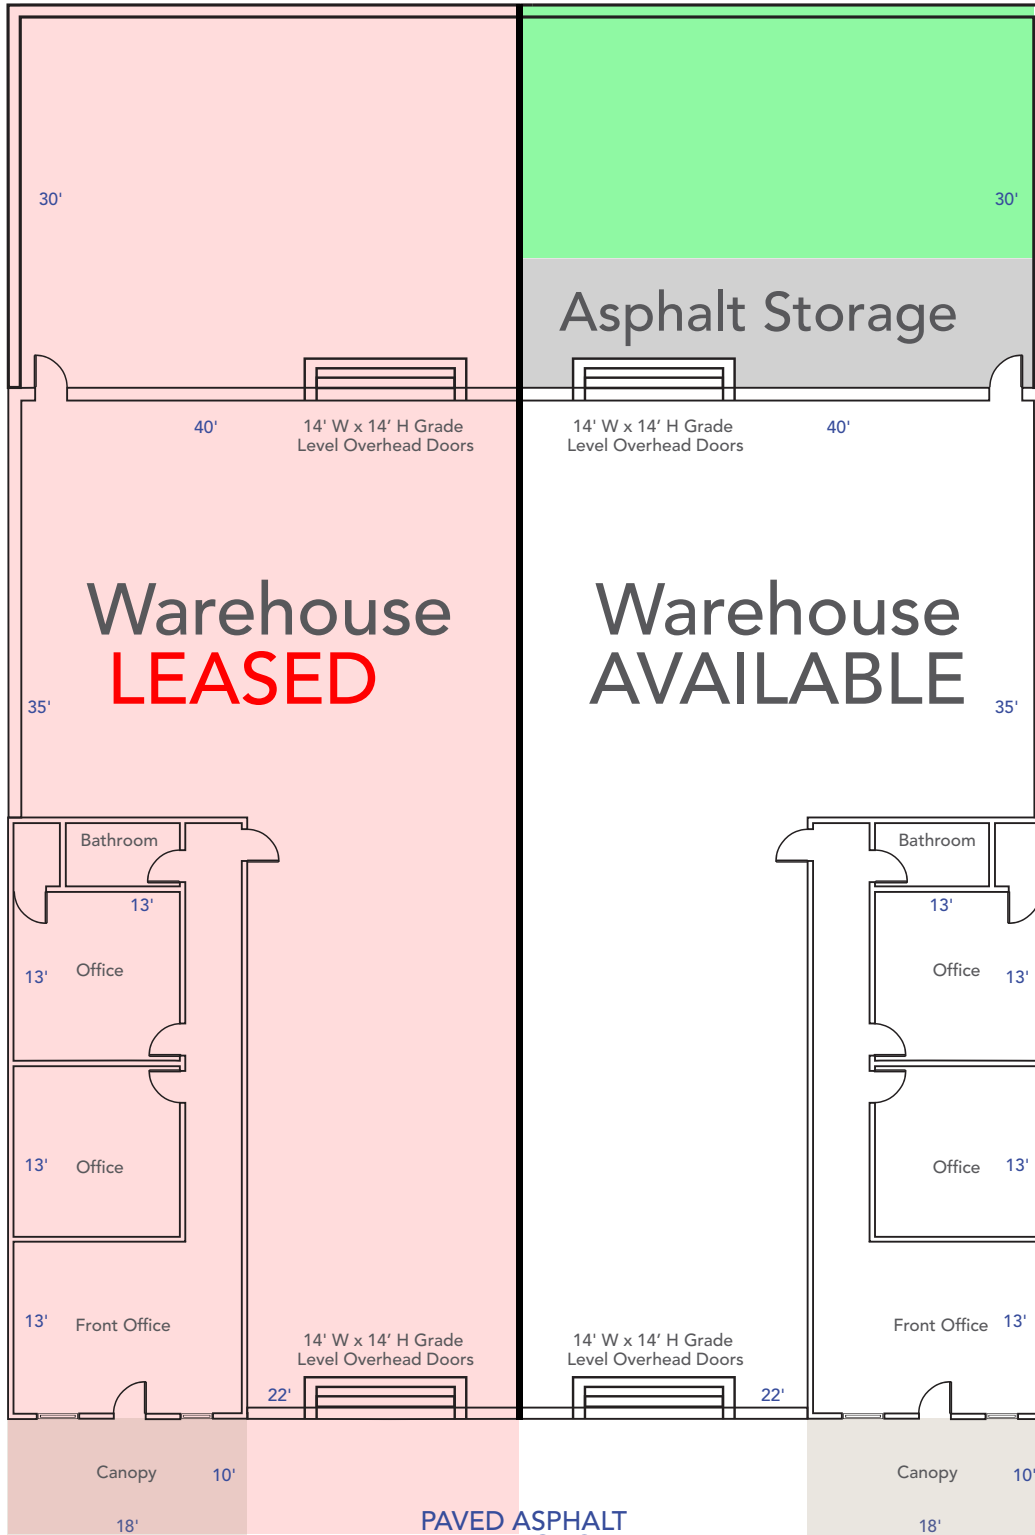 30'
30'
Asphalt Storage
40'
14' W x 14' H Grade
Level Overhead Doors
14' W x 14' H Grade
Level Overhead Doors
40'
Warehouse
LEASED
Warehouse
AVAILABLE
35'
35'
Bathroom
Bathroom
13'
13'
13'
Office
Office
13'
13'
Office
Office
13'
13'
Front Office
Front Office
13'
14' W x 14' H Grade
Level Overhead Doors
14' W x 14' H Grade
Level Overhead Doors
22'
22'
Canopy
10'
Canopy
10'
18'
PAVED ASPHALT
18'